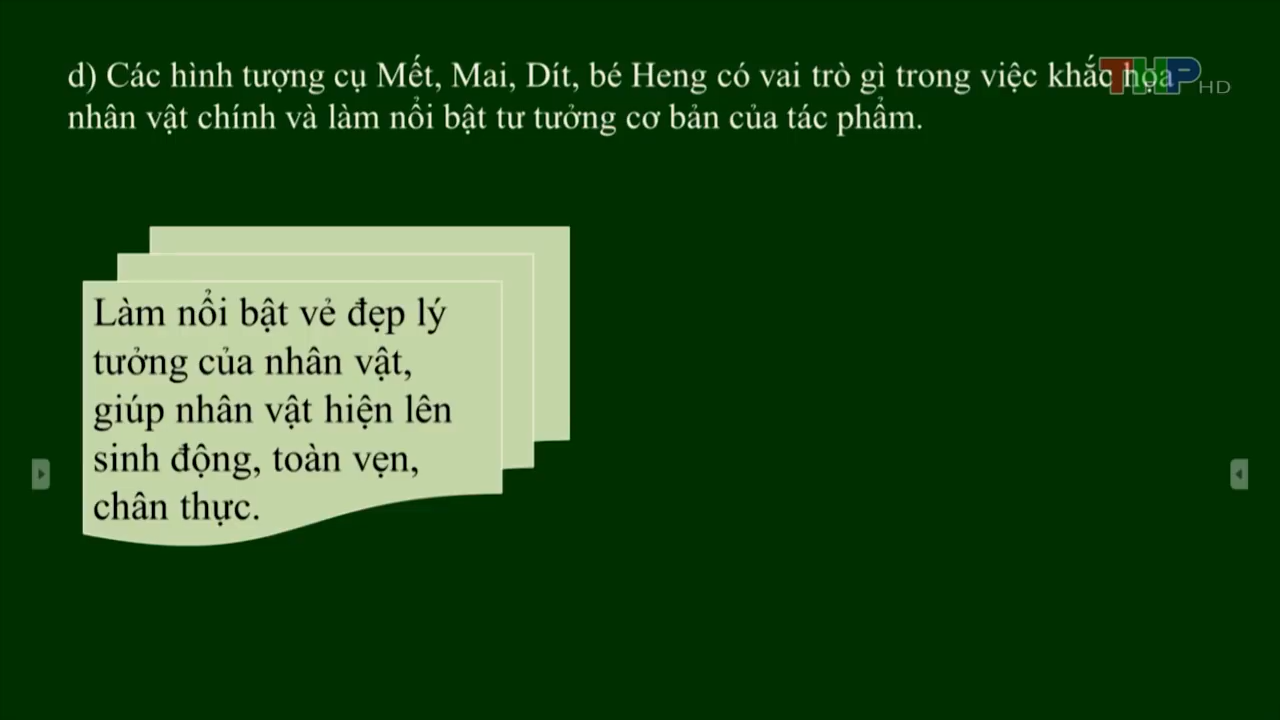 d) Các hình tượng cụ Mết, Mai, Dít, bé Heng có vai trò gì trong việc khắc họa
THP HD
nhân vật chính và làm nổi bật tư tưởng cơ bản của tác phẩm.
Làm nổi bật vẻ đẹp lý
tưởng của nhân vật,
giúp nhân vật hiện lên
sinh động, toàn vẹn,
chân thực.